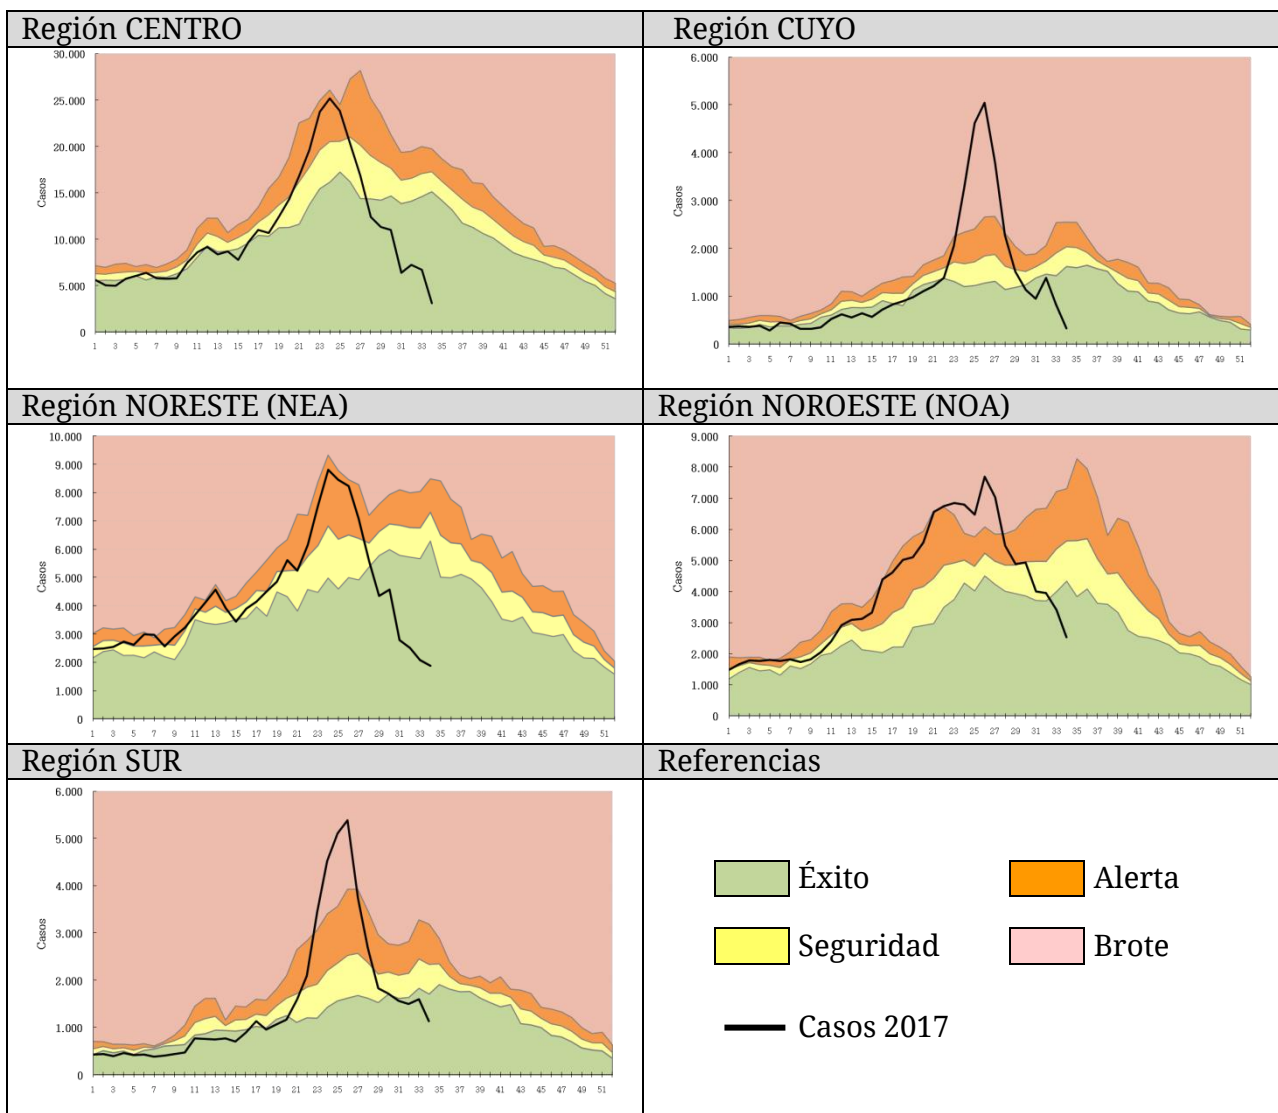 Región CENTRO
Región CUYO
30.000
25.000
20.000
15.000
10.000
5.000
0
Casos
1 3 5 7 9 11 13 15 17 19 21 23 25 27 29 31 33 35 37 39 41 43 45 47 49 51
6.000
5.000
4.000
3.000
2.000
1.000
0
Casos
1 3 5 7 9 11 13 15 17 19 21 23 25 27 29 31 33 35 37 39 41 43 45 47 49 51
Región NORESTE (NEA)
Región NOROESTE (NOA)
10.000
9.000
8.000
7.000
6.000
5.000
4.000
3.000
2.000
1.000
0
Casos
1 3 5 7 9 11 13 15 17 19 21 23 25 27 29 31 33 35 37 39 41 43 45 47 49 51
9.000
8.000
7.000
6.000
5.000
4.000
3.000
2.000
1.000
0
Casos
1 3 5 7 9 11 13 15 17 19 21 23 25 27 29 31 33 35 37 39 41 43 45 47 49 51
Región SUR
Referencias
6.000
5.000
4.000
3.000
2.000
1.000
0
Casos
1 3 5 7 9 11 13 15 17 19 21 23 25 27 29 31 33 35 37 39 41 43 45 47 49 51
Éxito
Alerta
Seguridad
Brote
Casos 2017